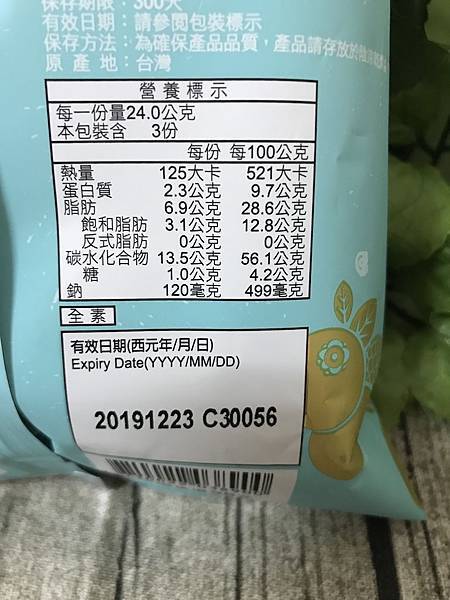 保存期限：300天
有效日期：請參閱包裝標示
保存方法：為確保產品品質，產品請存放於陰
原產地：台灣
營養標示
每一份量24.0公克
本包裝含 3份
每份 每100公克
熱量 125大卡 521大卡
蛋白質 2.3公克 9.7公克
脂肪 6.9公克 28.6公克
飽和脂肪 3.1公克 12.8公克
反式脂肪 0公克 0公克
碳水化合物 13.5公克 56.1公克
糖 1.0公克 4.2公克
鈉 120毫克 499毫克
全素
有效日期(西元年/月/日)
Expiry Date(YYYY/MM/DD)
20191223 C30056